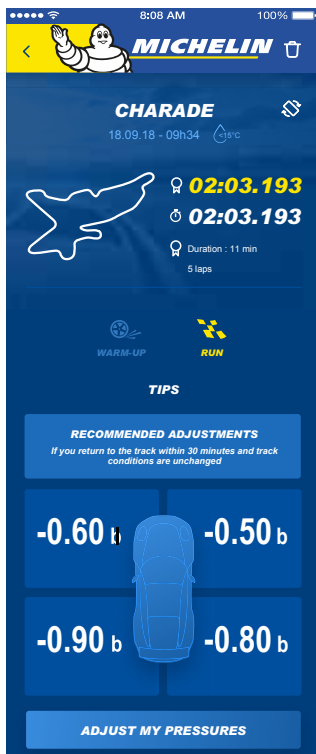 8:08 AM
100%
MICHELIN
CHARADE
18.09.18 - 09h34
<15°C
02:03.193
02:03.193
Duration : 11 min
5 laps
WARM-UP
RUN
TIPS
RECOMMENDED ADJUSTMENTS
If you return to the track within 30 minutes and track
conditions are unchanged
-0.60 b
-0.50 b
-0.90 b
-0.80 b
ADJUST MY PRESSURES